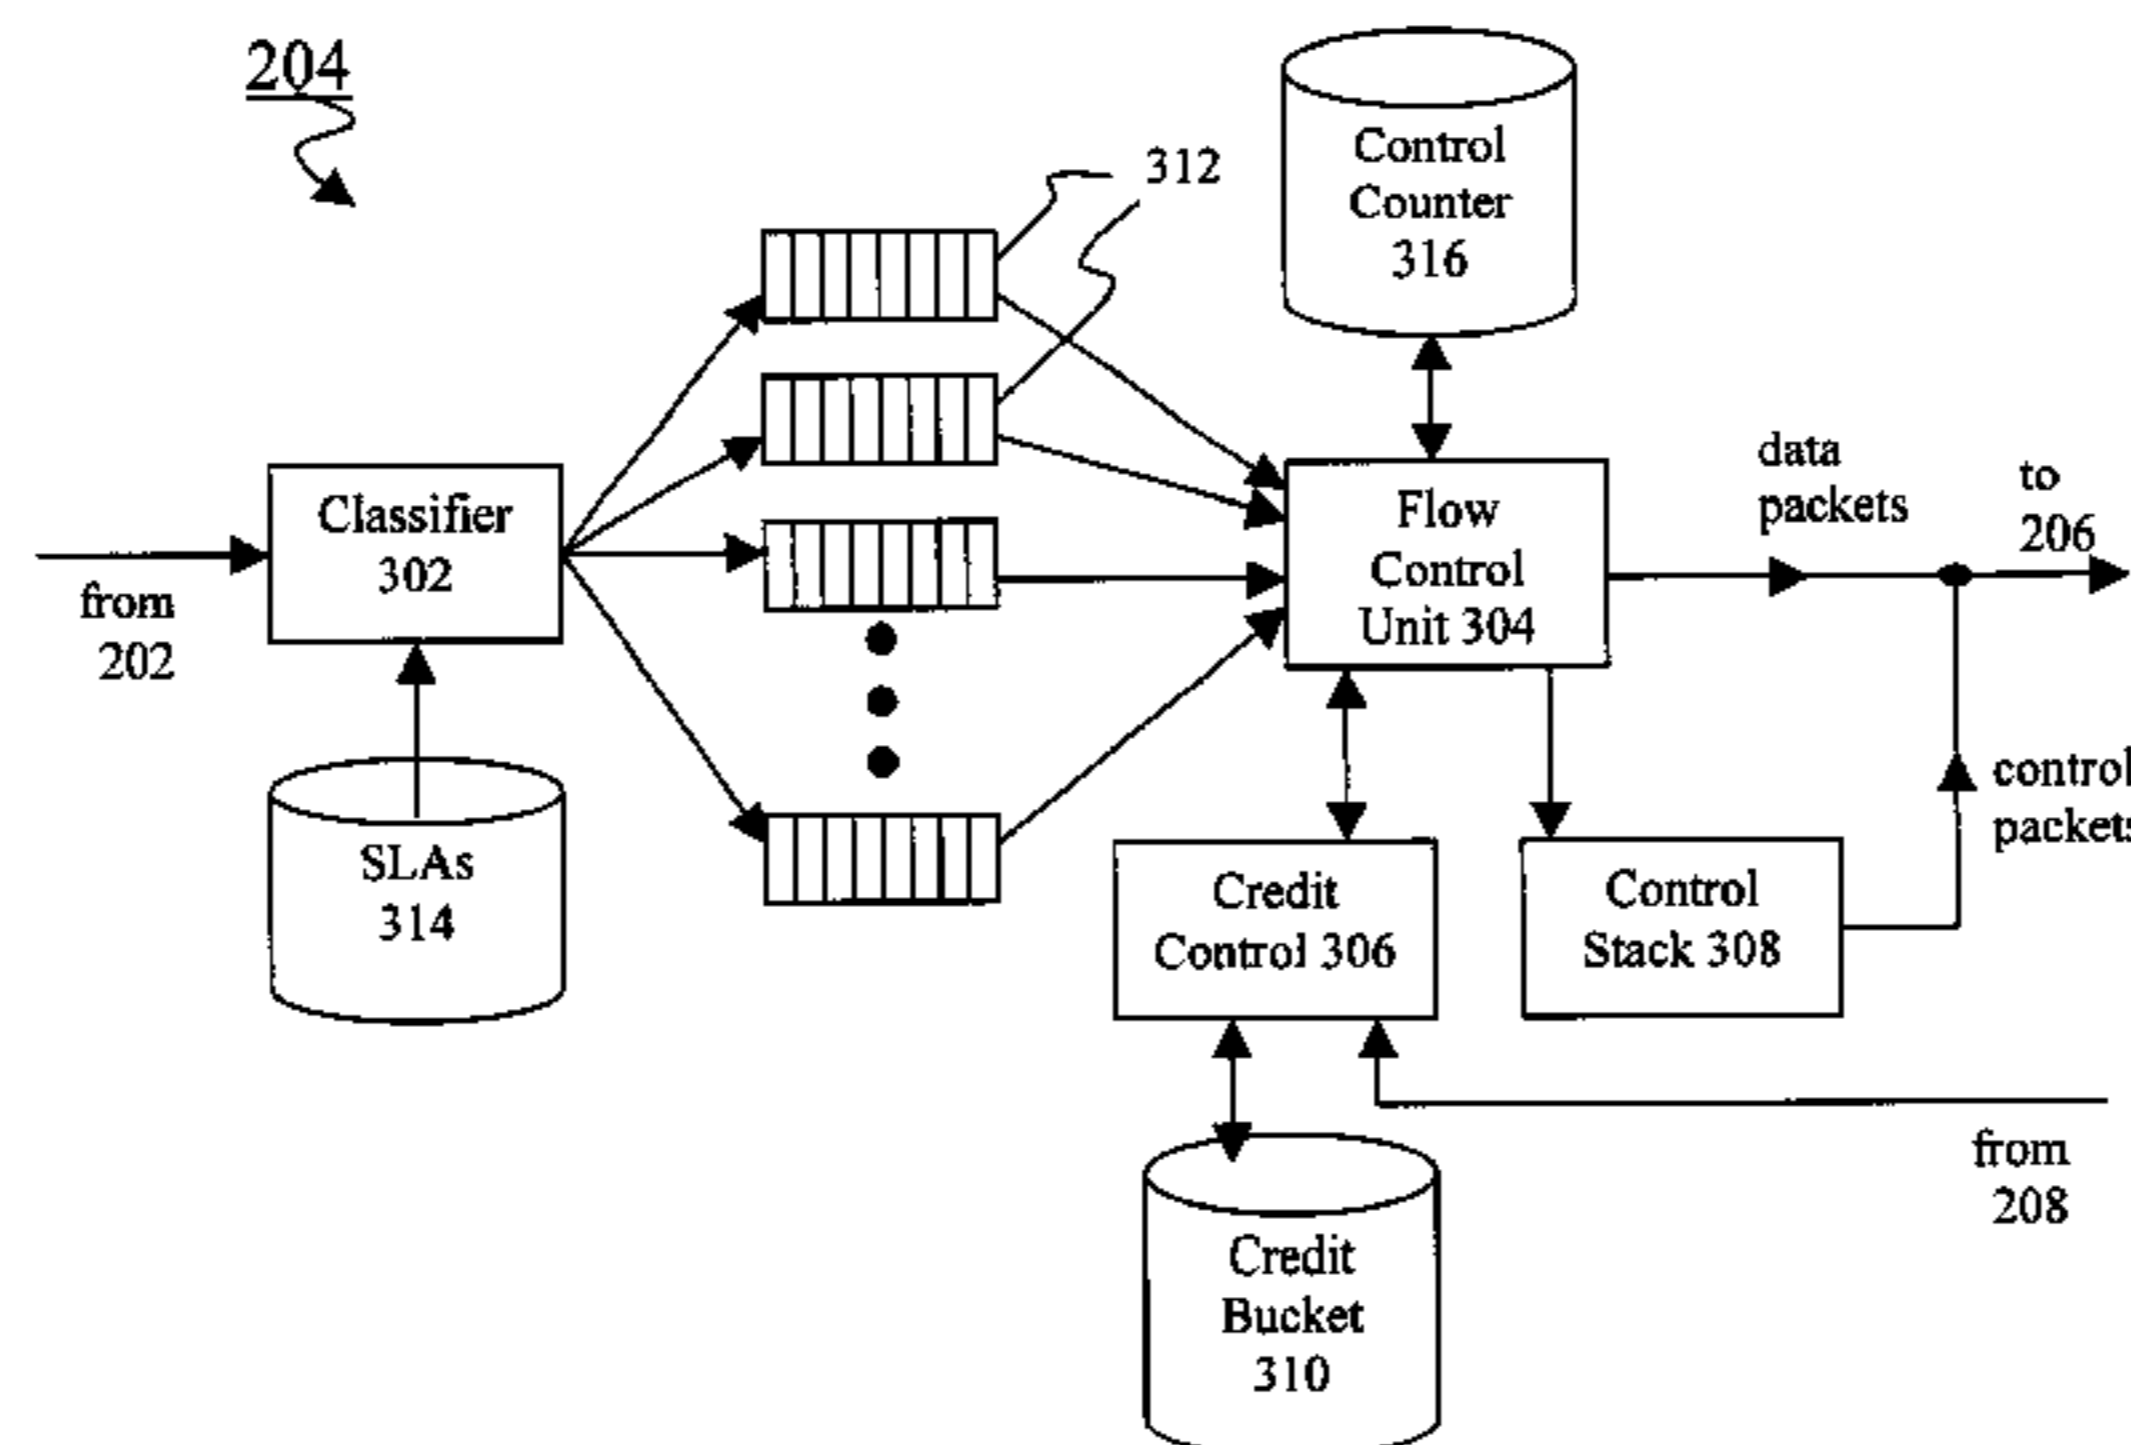 204
312
Control
Counter
316
data
packets
to
206
Classifier
302
from
202
Flow
Control
Unit 304
SLAs
314
control
packets
Credit
Control 306
Control
Stack 308
from
208
Credit
Bucket
310